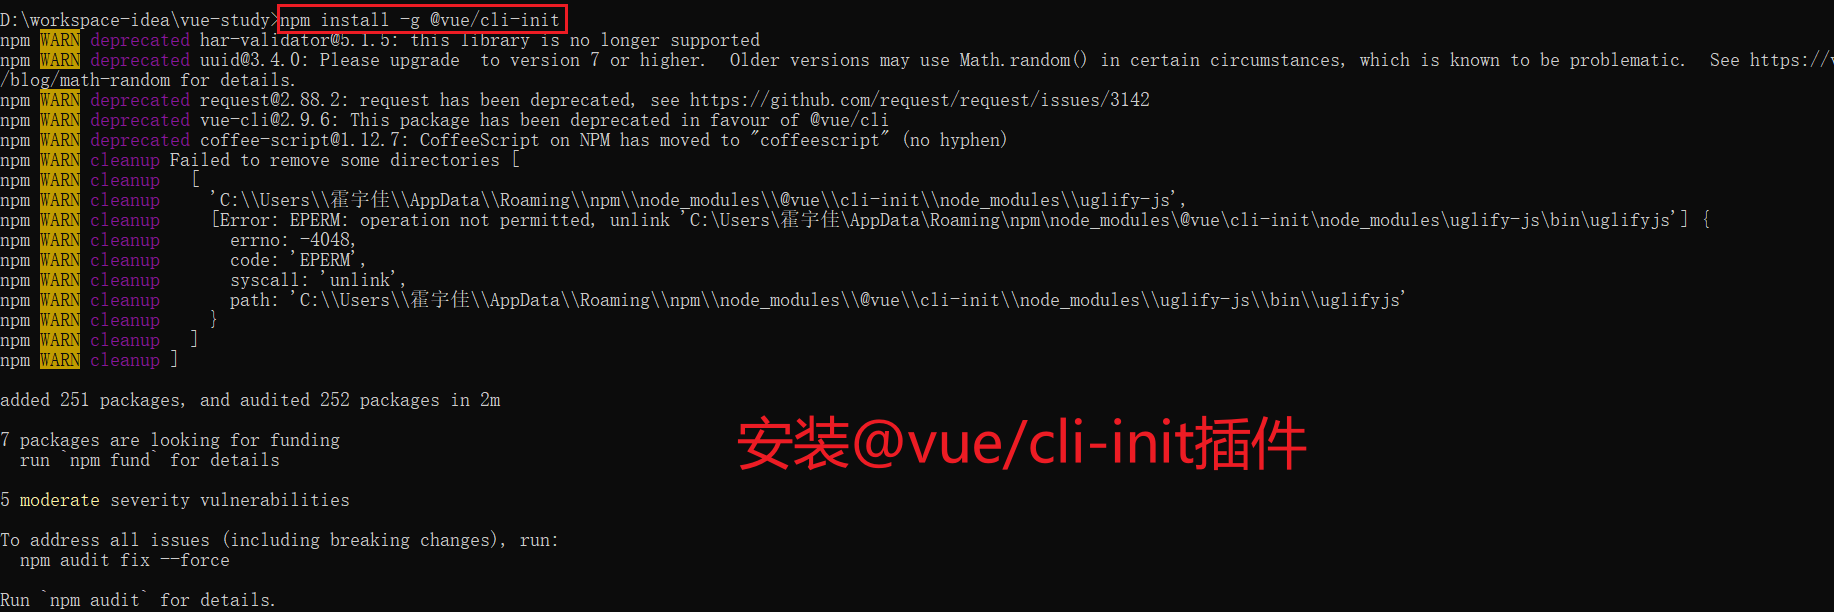 D:\workspace-idea\vue-study>npm install -g @vue/cli-init
npm WARN deprecated har-validator@5.1.5: this library is no longer supported
npm WARN deprecated uuid@3.4.0: Please upgrade  to version 7 or higher.  Older versions may use Math.random() in certain circumstances, which is known to be problematic.  See https://v
/blog/math-random for details.
npm WARN deprecated request@2.88.2: request has been deprecated, see https://github.com/request/request/issues/3142
npm WARN deprecated vue-cli@2.9.6: This package has been deprecated in favour of @vue/cli
npm WARN deprecated coffee-script@1.12.7: CoffeeScript on NPM has moved to "coffeescript" (no hyphen)
npm WARN cleanup Failed to remove some directories [
npm WARN cleanup   [
npm WARN cleanup     'C:\\Users\\霍宇佳\\AppData\\Roaming\\npm\\node_modules\\@vue\\cli-init\\node_modules\\uglify-js',
npm WARN cleanup     [Error: EPERM: operation not permitted, unlink 'C:\Users\霍宇佳\AppData\Roaming\npm\node_modules\@vue\cli-init\node_modules\uglify-js\bin\uglifyjs'] {
npm WARN cleanup       errno: -4048,
npm WARN cleanup       code: 'EPERM',
npm WARN cleanup       syscall: 'unlink',
npm WARN cleanup       path: 'C:\\Users\\霍宇佳\\AppData\\Roaming\\npm\\node_modules\\@vue\\cli-init\\node_modules\\uglify-js\\bin\\uglifyjs'
npm WARN cleanup     }
npm WARN cleanup   ]
npm WARN cleanup ]
added 251 packages, and audited 252 packages in 2m
7 packages are looking for funding
  run `npm fund` for details
安装@vue/cli-init插件
5 moderate severity vulnerabilities
To address all issues (including breaking changes), run:
  npm audit fix --force
Run `npm audit` for details.